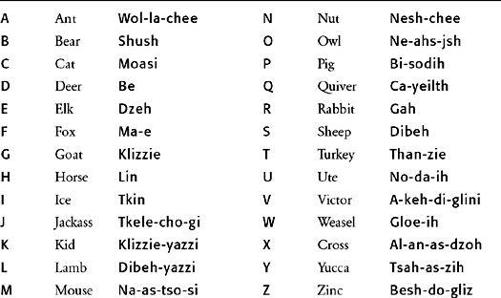 A Ant Wol-la-chee N Nut Nesh-chee
B Bear Shush O Owl Ne-ahs-jsh
C Cat Moasi P Pig Bi-sodih
D Deer Be Q Quiver Ca-yeilth
E Elk Dzeh R Rabbit Gah
F Fox Ma-e S Sheep Dibeh
G Goat Klizzie T Turkey Than-zie
H Horse Lin U Ute No-da-ih
I Ice Tkin V Victor A-keh-di-glini
J Jackass Tkele-cho-gi W Weasel Gloe-ih
K Kid Klizzie-yazzi X Cross Al-an-as-dzoh
L Lamb Dibeh-yazzi Y Yucca Tsah-as-zih
M Mouse Na-as-tso-si Z Zinc Besh-do-gliz